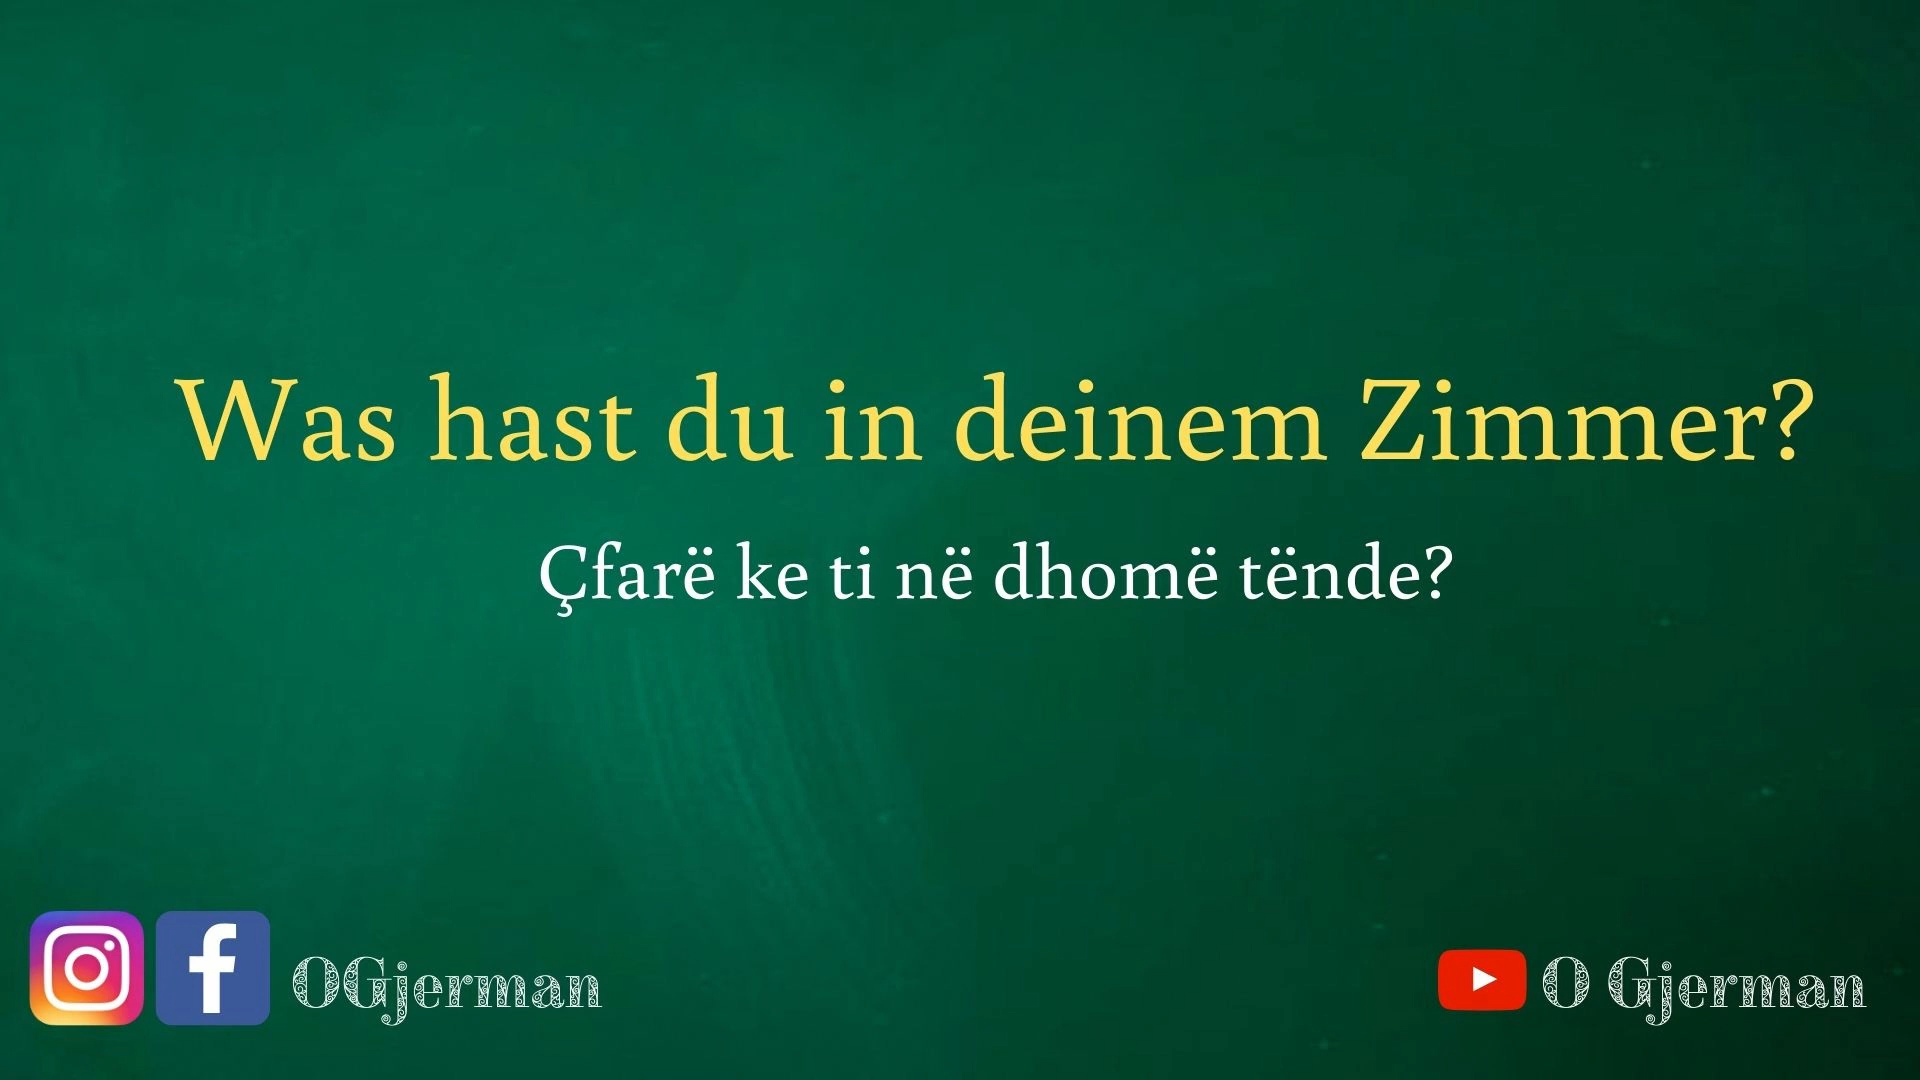 Was hast du in deinem Zimmer?
Çfarë ke ti në dhomë tënde?
OGjerman
O Gjerman